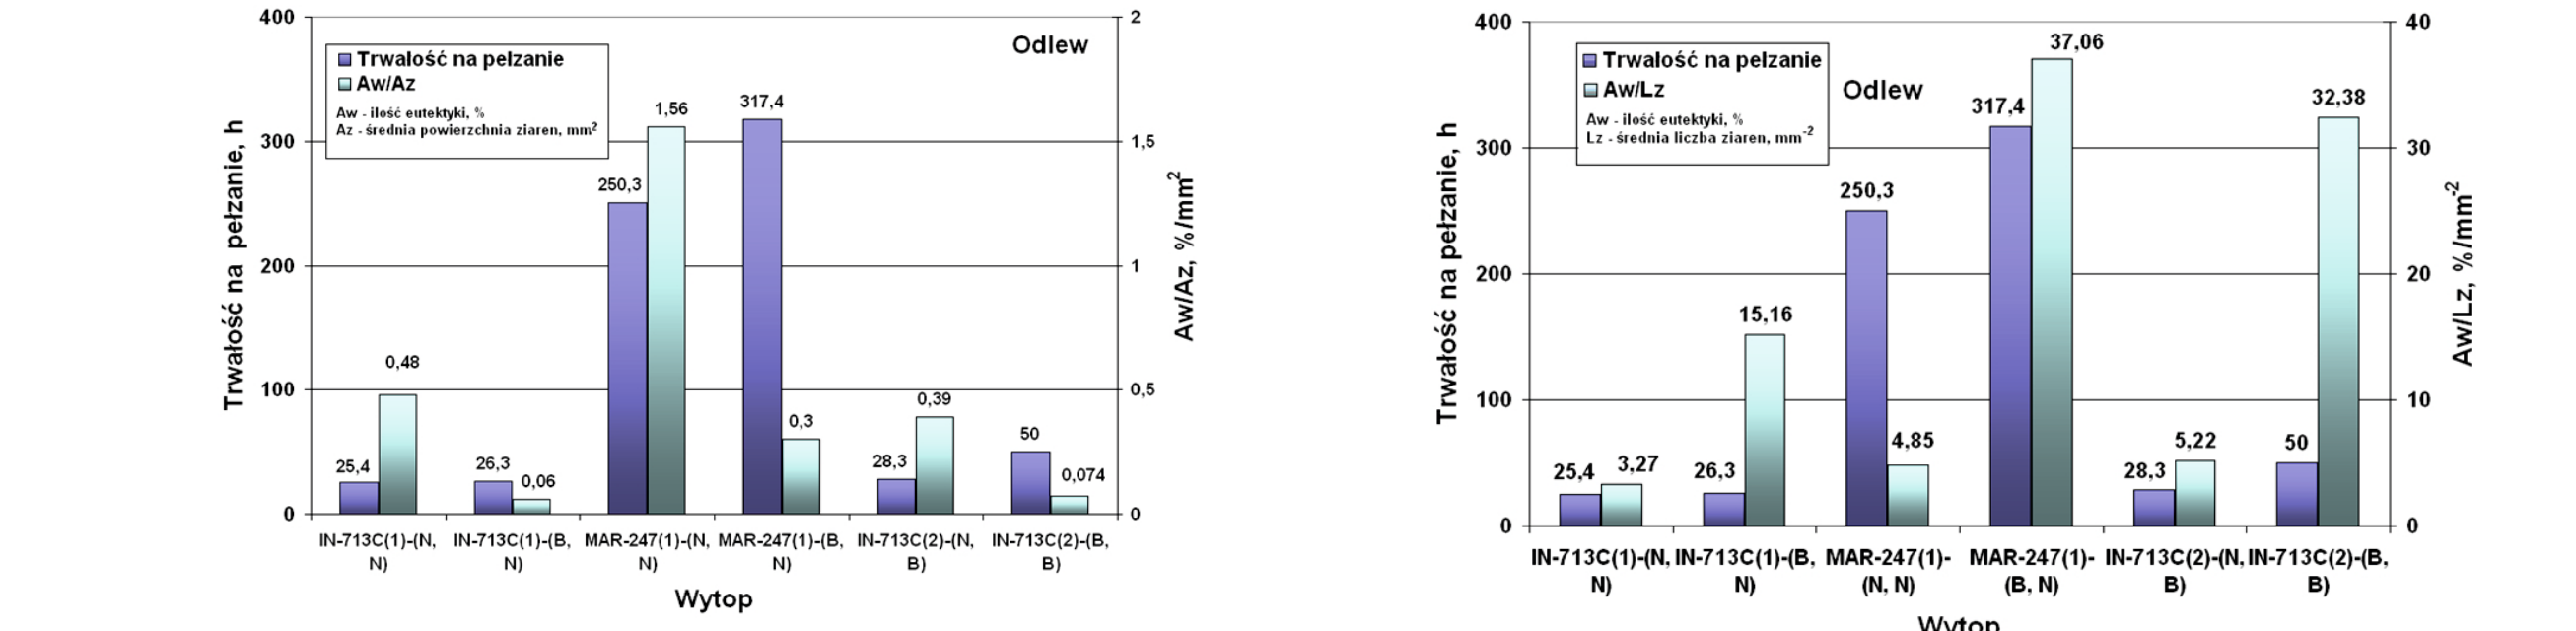 400
300
200
100
0
Trwałość na pełzanie, h
Trwałość na pelzanie
Aw/Az
Aw - ilość eutektyki, %
Az - średnia powierzchnia ziaren, mm2
Odlew
2
1,5
1
0,5
0
Aw/Az, %/mm2
25,4
0,48
26,3
0,06
250,3
1,56
317,4
0,3
28,3
0,39
50
0,074
IN-713C(1)-(N, N)
IN-713C(1)-(B, N)
MAR-247(1)-(N, N)
MAR-247(1)-(B, N)
IN-713C(2)-(N, B)
IN-713C(2)-(B, B)
Wytop
400
300
200
100
0
Trwałość na pełzanie, h
Trwałość na pelzanie
Aw/Lz
Aw - ilość eutektyki, %
Lz - średnia liczba ziaren, mm-2
Odlew
40
30
20
10
0
Aw/Lz, %/mm-2
25,4
3,27
26,3
15,16
250,3
4,85
317,4
37,06
28,3
5,22
50
32,38
IN-713C(1)-(N, N)
IN-713C(1)-(B, N)
MAR-247(1)-(N, N)
MAR-247(1)-(B, N)
IN-713C(2)-(N, B)
IN-713C(2)-(B, B)
Wytop